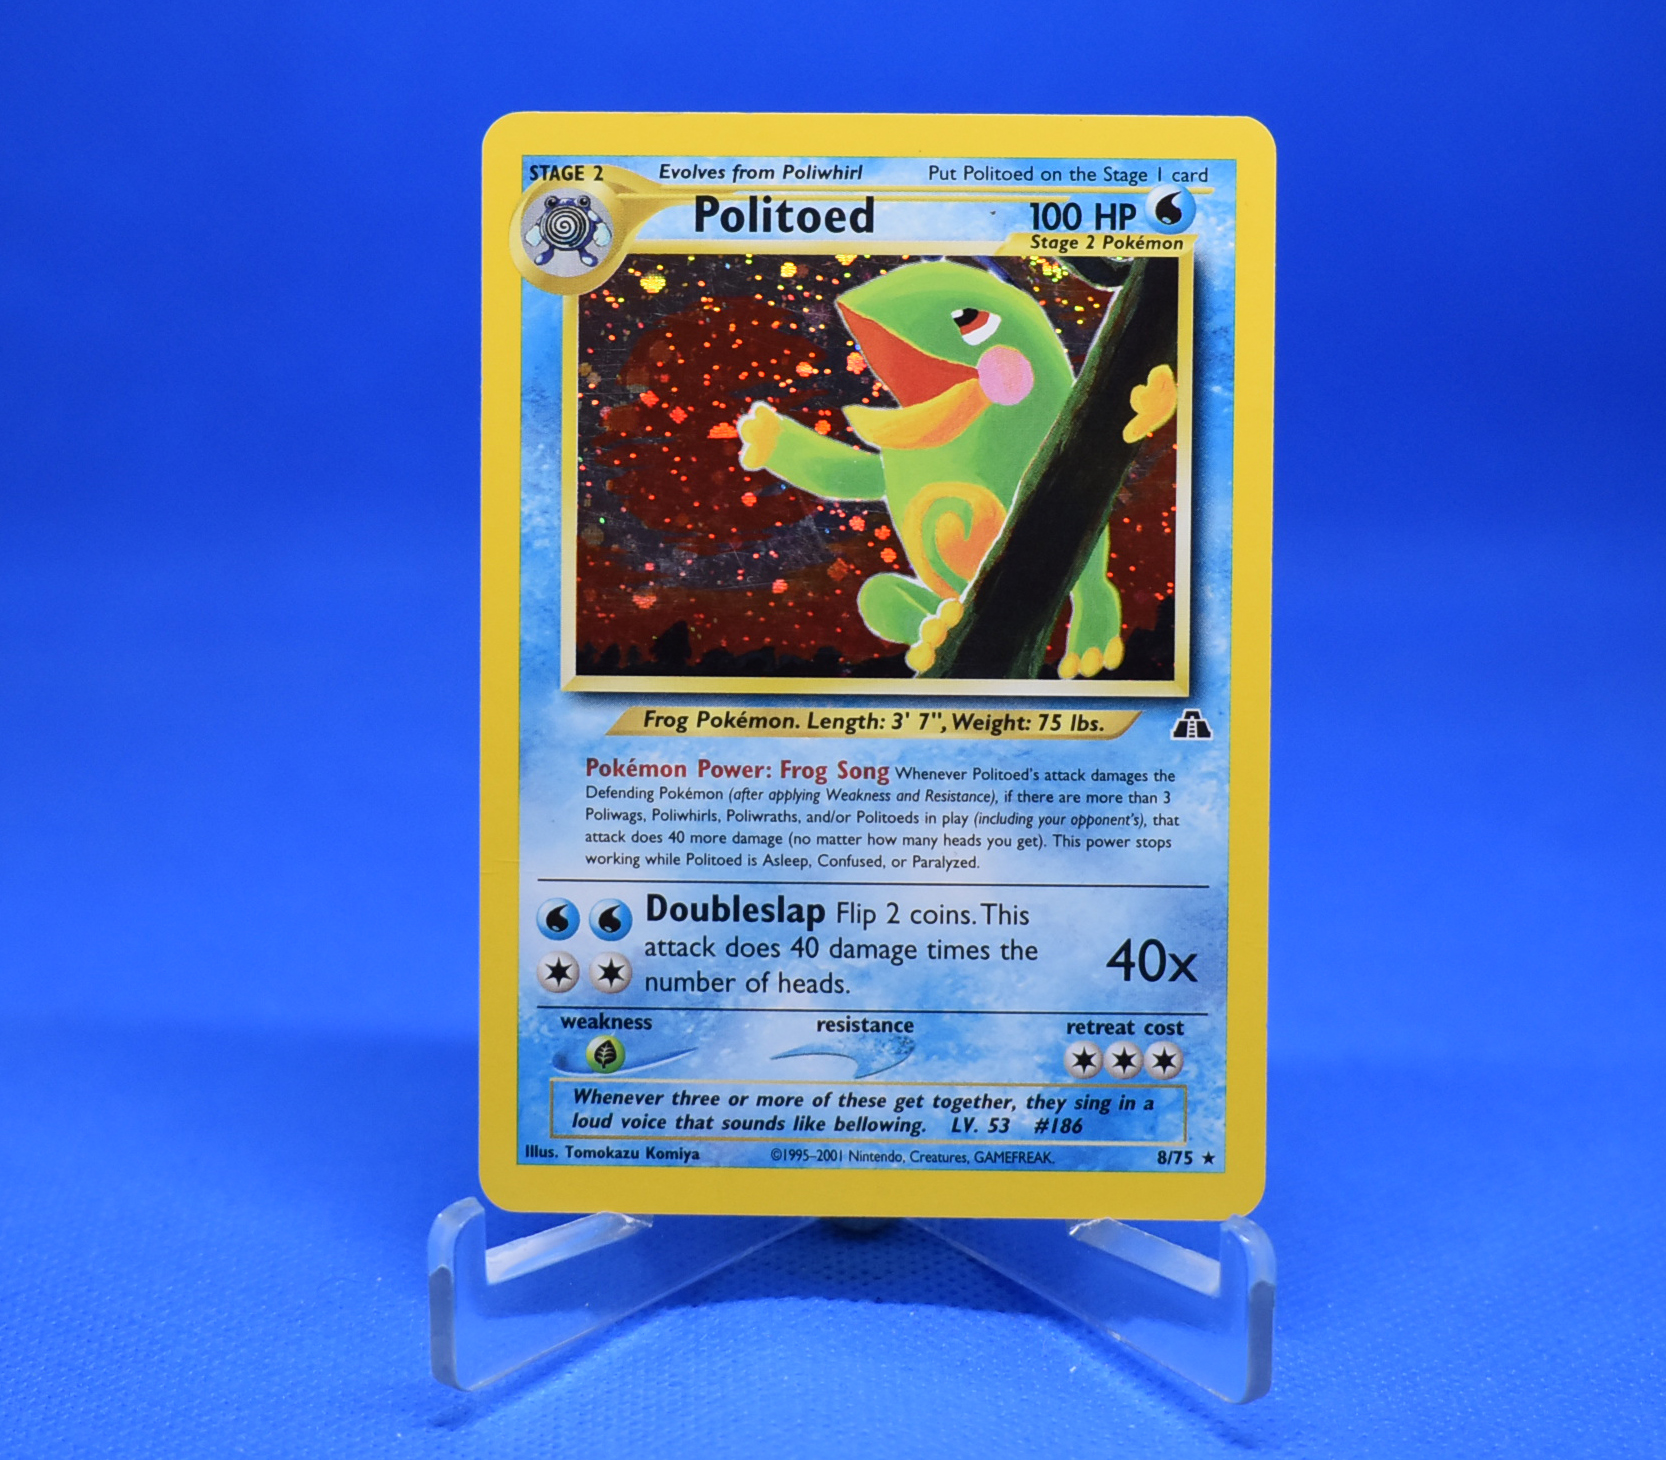 STAGE 2 Evolves from Poliwhirl Put Politoed on the Stage 1 card
Politoed 100 HP
Stage 2 Pokémon
Frog Pokémon. Length: 3' 7", Weight: 75 lbs.
Pokémon Power: Frog Song Whenever Politoed's attack damages the
Defending Pokémon (after applying Weakness and Resistance), if there are more than 3
Poliwags, Poliwhirls, Poliwraths, and/or Politoeds in play (including your opponent's), that
attack does 40 more damage (no matter how many heads you get). This power stops
working while Politoed is Asleep, Confused, or Paralyzed.
Doubleslap Flip 2 coins. This
attack does 40 damage times the
number of heads.
40x
weakness resistance retreat cost
Whenever three or more of these get together, they sing in a
loud voice that sounds like bellowing. LV. 53 #186
Illus. Tomokazu Komiya ©1995–2001 Nintendo, Creatures, GAMEFREAK. 8/75 ★